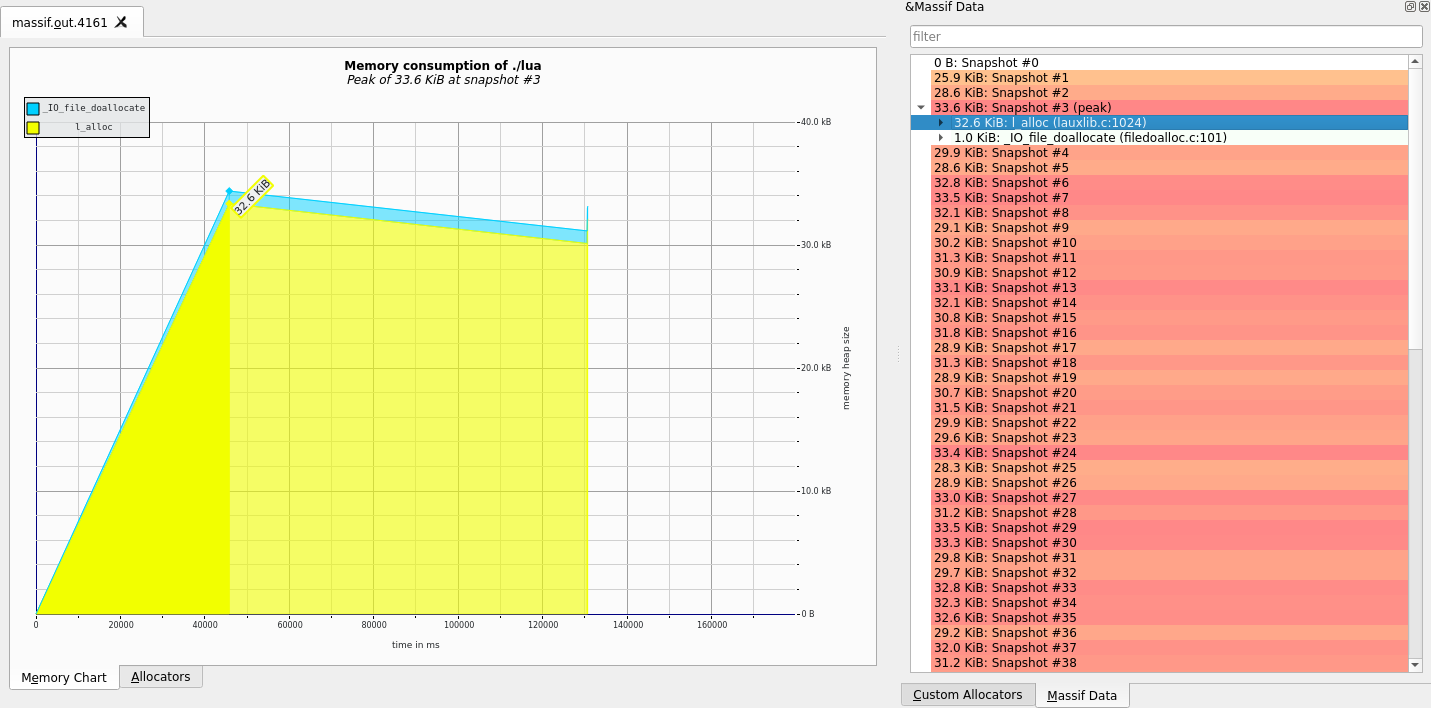 massif.out.4161
Memory consumption of ./lua
Peak of 33.6 KiB at snapshot #3
_IO_file_doallocate
l_alloc
32.6 KiB
40.0 kB
30.0 kB
20.0 kB
10.0 kB
0 B
memory heap size
0 20000 40000 60000 80000 100000 120000 140000 160000
time in ms
Memory Chart
Allocators
&Massif Data
filter
0 B: Snapshot #0
25.9 KiB: Snapshot #1
28.6 KiB: Snapshot #2
33.6 KiB: Snapshot #3 (peak)
32.6 KiB: l_alloc (lauxlib.c:1024)
1.0 KiB: _IO_file_doallocate (filedoalloc.c:101)
29.9 KiB: Snapshot #4
28.6 KiB: Snapshot #5
32.8 KiB: Snapshot #6
33.5 KiB: Snapshot #7
32.1 KiB: Snapshot #8
29.1 KiB: Snapshot #9
30.2 KiB: Snapshot #10
31.3 KiB: Snapshot #11
30.9 KiB: Snapshot #12
33.1 KiB: Snapshot #13
32.1 KiB: Snapshot #14
30.8 KiB: Snapshot #15
31.8 KiB: Snapshot #16
28.9 KiB: Snapshot #17
31.3 KiB: Snapshot #18
28.9 KiB: Snapshot #19
30.7 KiB: Snapshot #20
31.5 KiB: Snapshot #21
29.9 KiB: Snapshot #22
29.6 KiB: Snapshot #23
33.4 KiB: Snapshot #24
28.3 KiB: Snapshot #25
28.9 KiB: Snapshot #26
33.0 KiB: Snapshot #27
31.2 KiB: Snapshot #28
33.5 KiB: Snapshot #29
33.3 KiB: Snapshot #30
29.8 KiB: Snapshot #31
29.7 KiB: Snapshot #32
32.8 KiB: Snapshot #33
32.3 KiB: Snapshot #34
32.6 KiB: Snapshot #35
29.2 KiB: Snapshot #36
32.0 KiB: Snapshot #37
31.2 KiB: Snapshot #38
Custom Allocators
Massif Data